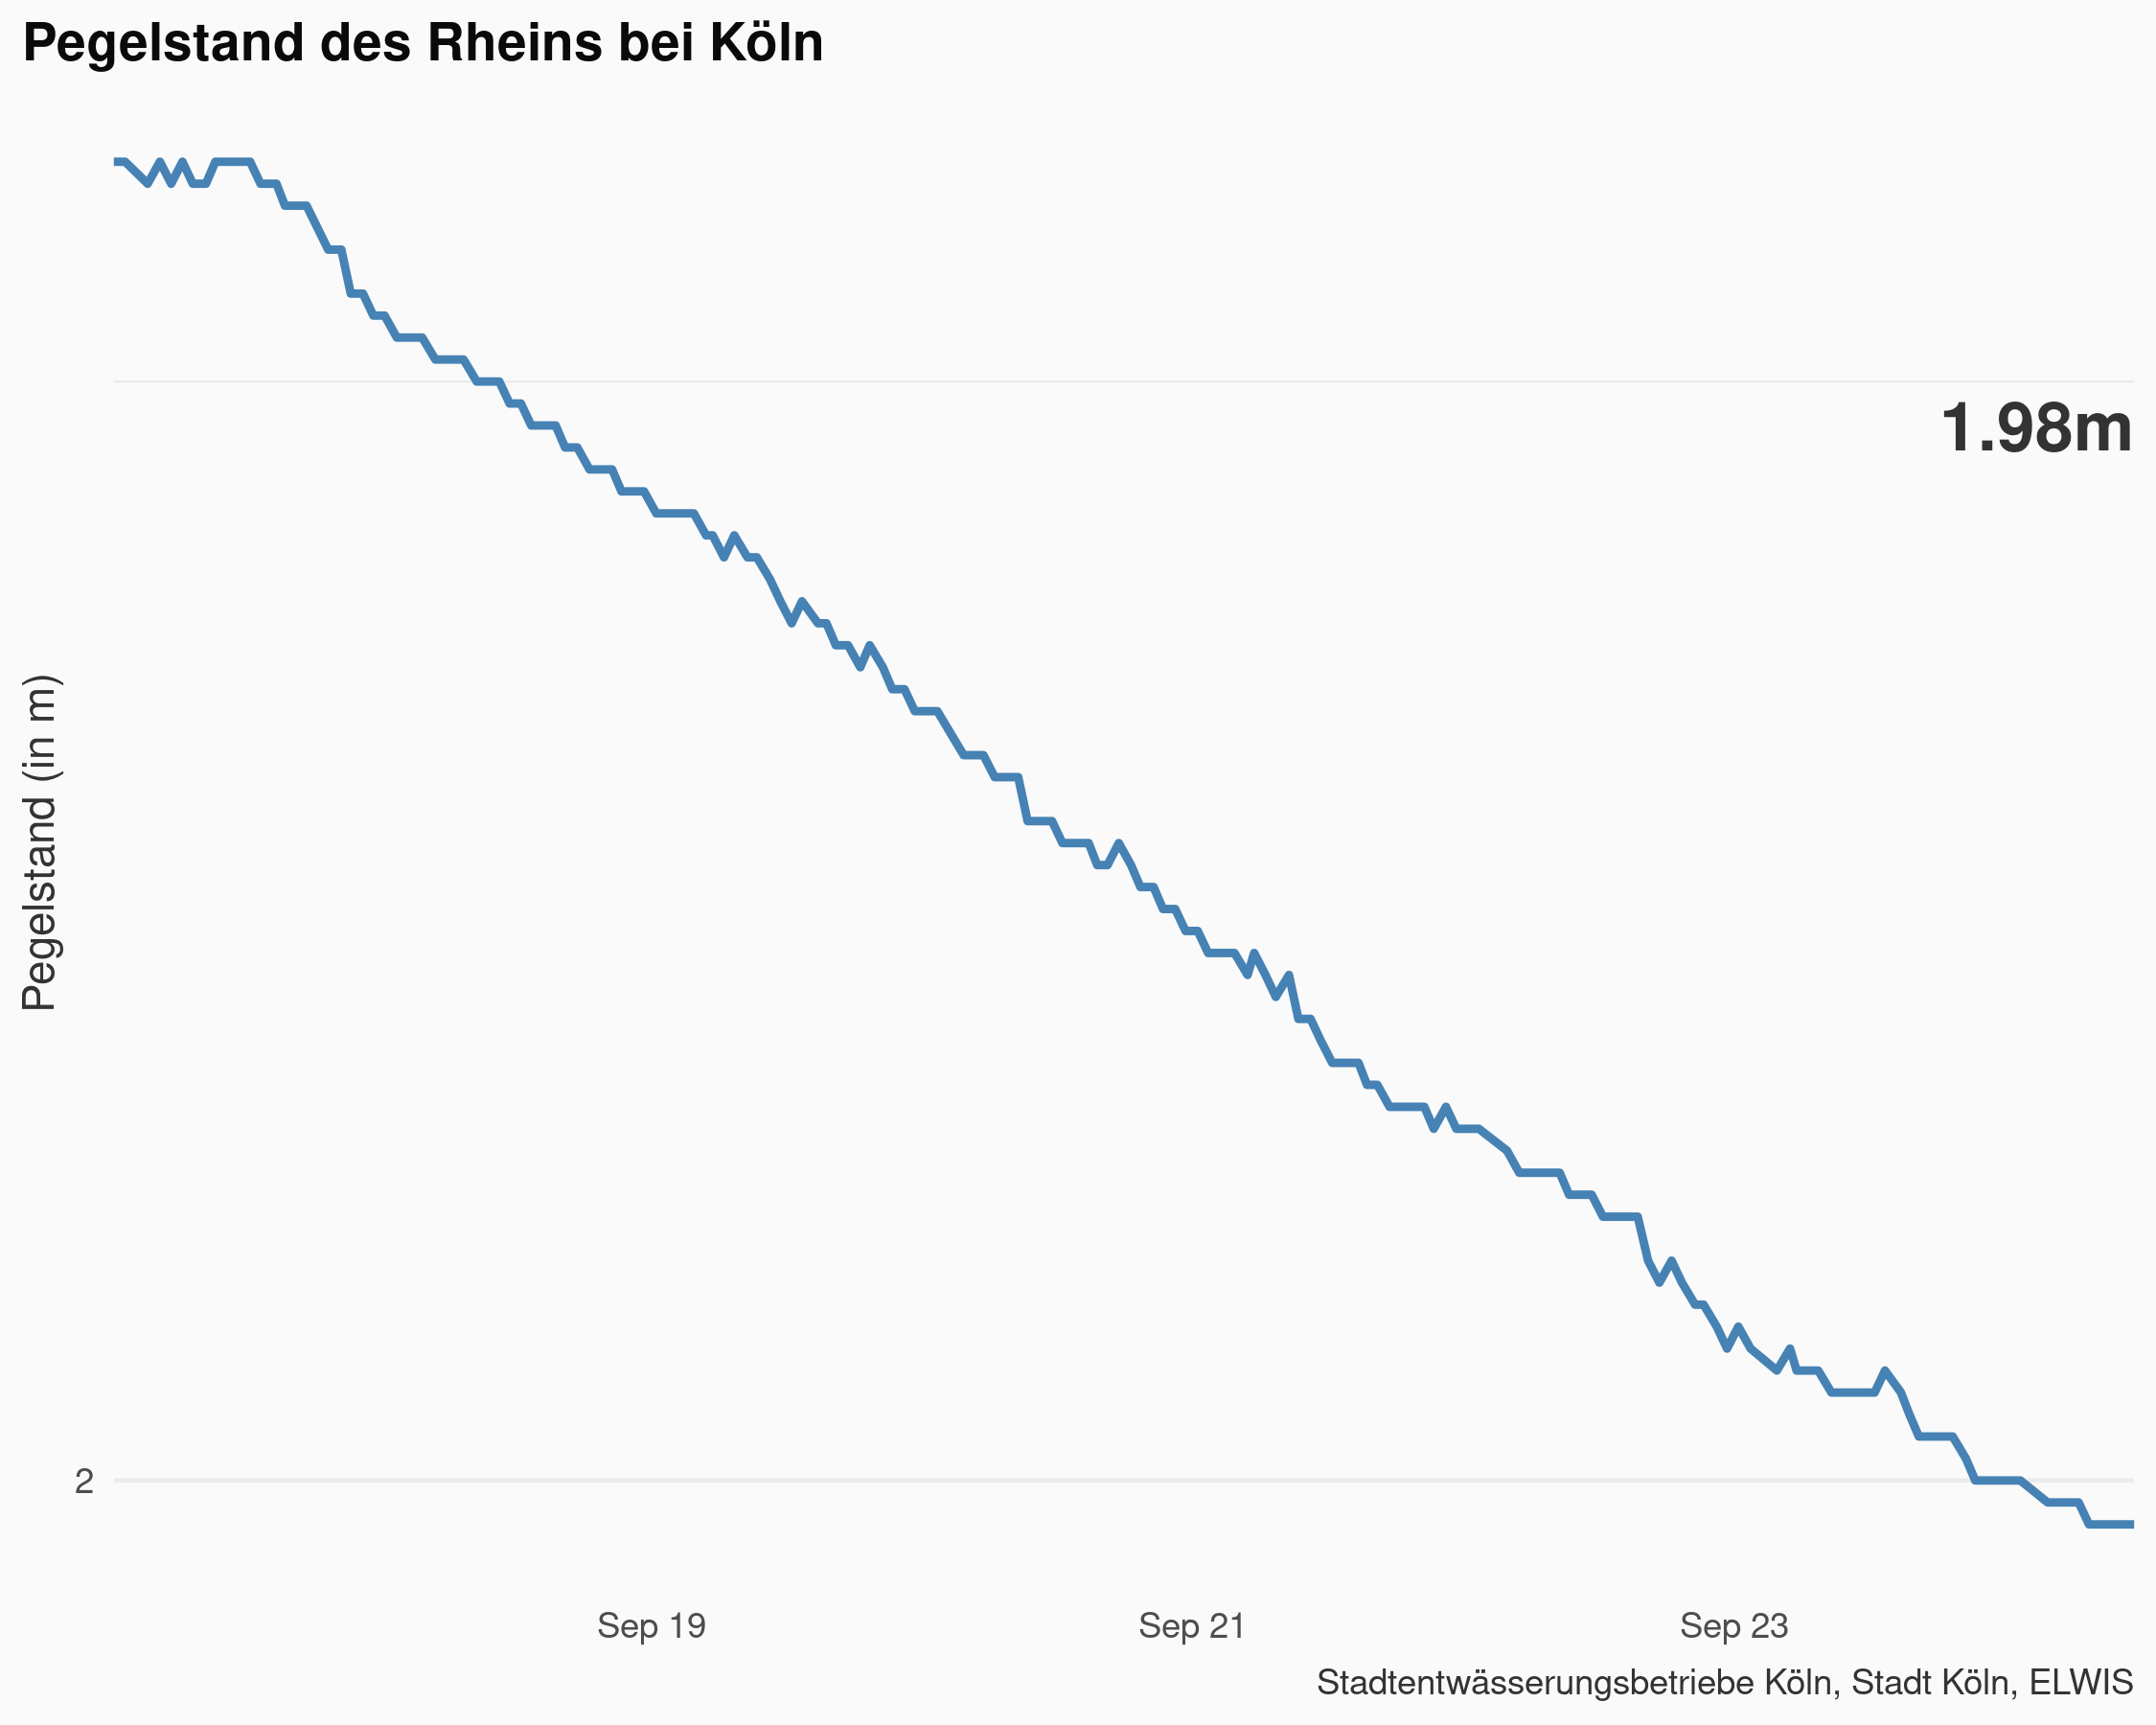 Pegelstand des Rheins bei Köln
1.98m
Pegelstand (in m)
2
Sep 19
Sep 21
Sep 23
Stadtentwässerungsbetriebe Köln, Stadt Köln, ELWIS